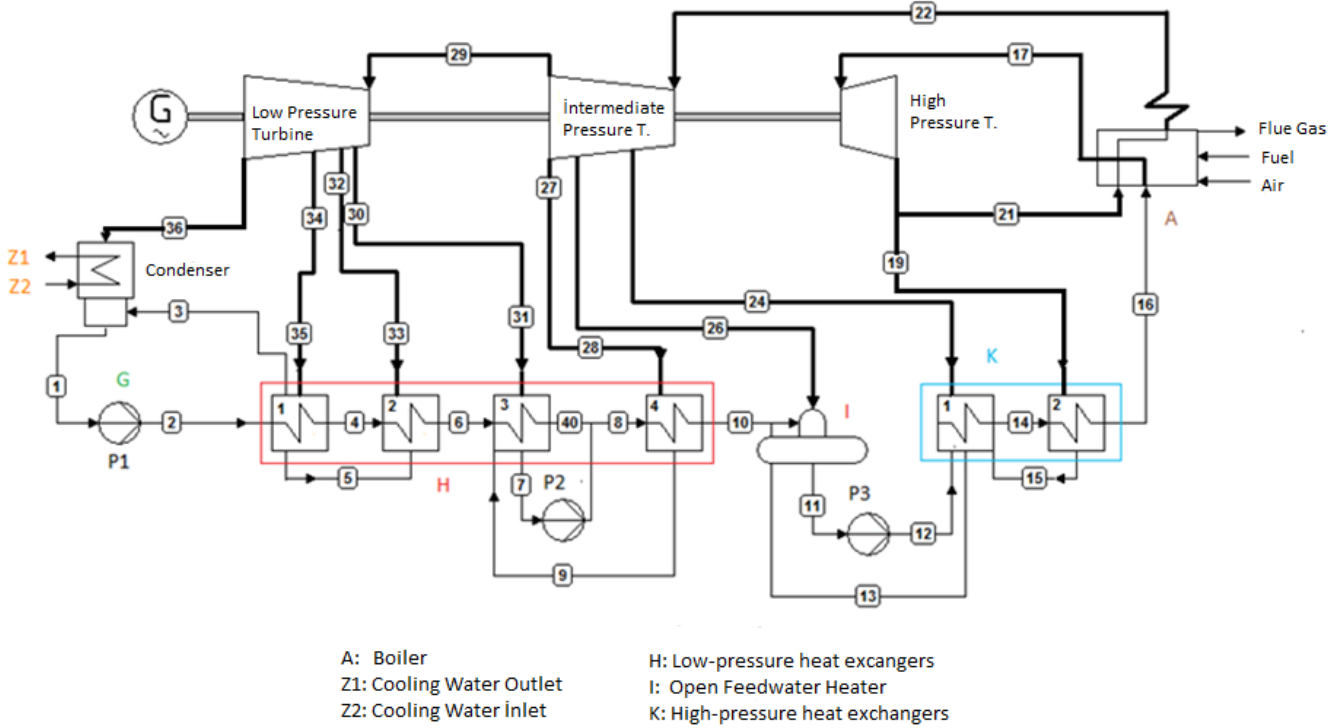 22
29
17
G
~
Low Pressure
Turbine
İntermediate
Pressure T.
High
Pressure T.
Flue Gas
Fuel
Air
A
27
32
34
30
36
21
19
24
26
16
Z1
Z2
Condenser
3
35
33
31
28
K
1
G
2
1
4
2
6
3
40
8
4
10
I
1
14
2
P1
5
H
7
P2
11
P3
12
15
9
13
A: Boiler
Z1: Cooling Water Outlet
Z2: Cooling Water İnlet
H: Low-pressure heat excangers
I: Open Feedwater Heater
K: High-pressure heat exchangers